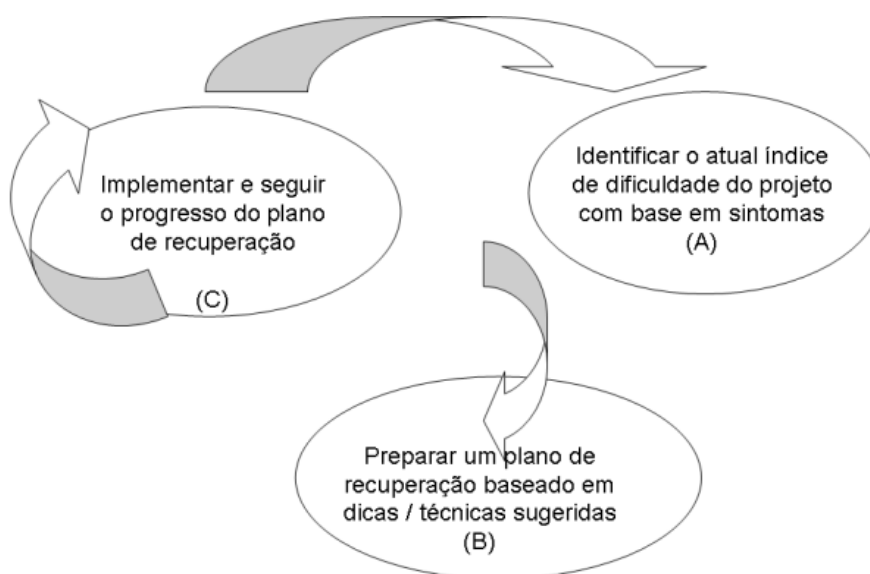 Identificar o atual índice
de dificuldade do projeto
com base em sintomas
(A)
Implementar e seguir
o progresso do plano
de recuperação
(C)
Preparar um plano de
recuperação baseado em
dicas / técnicas sugeridas
(B)